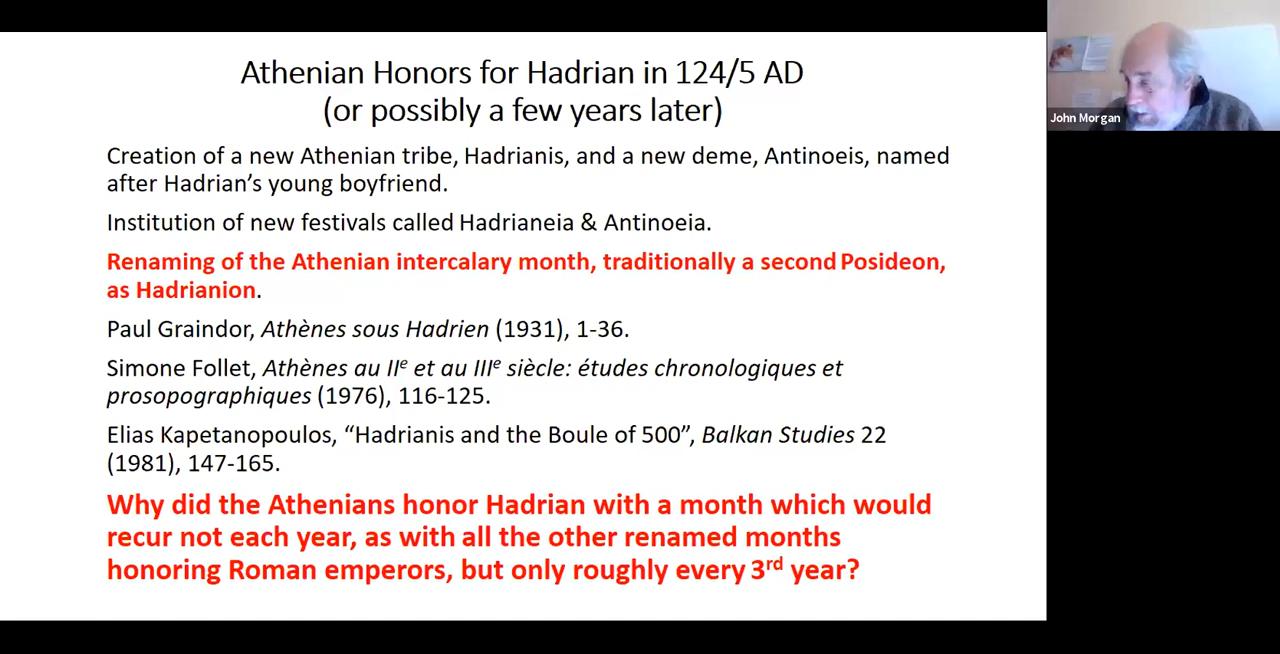 Athenian Honors for Hadrian in 124/5 AD
(or possibly a few years later)
Creation of a new Athenian tribe, Hadrianis, and a new deme, Antinoeis, named
after Hadrian’s young boyfriend.
Institution of new festivals called Hadrianeia & Antinoeia.
Renaming of the Athenian intercalary month, traditionally a second Posideon,
as Hadrianion.
Paul Graindor, Athènes sous Hadrien (1931), 1-36.
Simone Follet, Athènes au IIe et au IIIe siècle: études chronologiques et
prosopographiques (1976), 116-125.
Elias Kapetanopoulos, “Hadrianis and the Boule of 500”, Balkan Studies 22
(1981), 147-165.
Why did the Athenians honor Hadrian with a month which would
recur not each year, as with all the other renamed months
honoring Roman emperors, but only roughly every 3rd year?
John Morgan